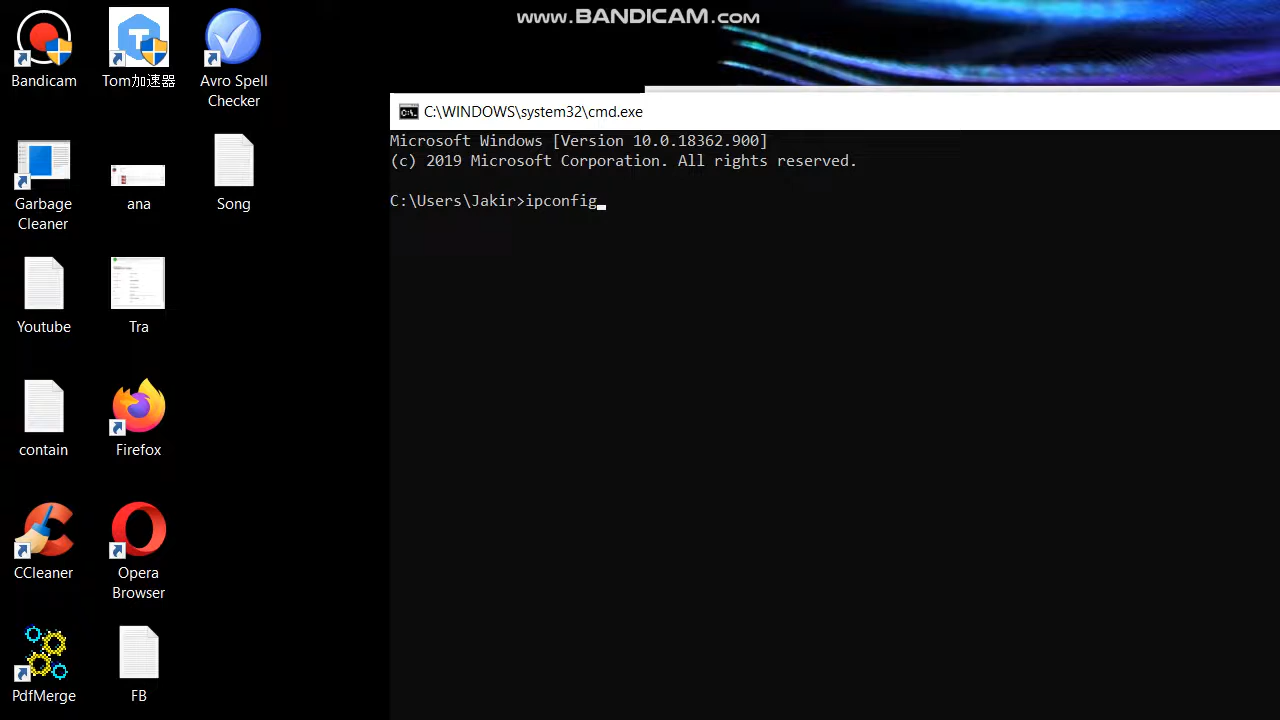 www.BANDICAM.com
Bandicam
Tom加速器
Avro Spell
Checker
Garbage
Cleaner
ana
Song
Youtube
Tra
contain
Firefox
CCleaner
Opera
Browser
PdfMerge
FB
C:\WINDOWS\system32\cmd.exe
Microsoft Windows [Version 10.0.18362.900]
(c) 2019 Microsoft Corporation. All rights reserved.
C:\Users\Jakir>ipconfig